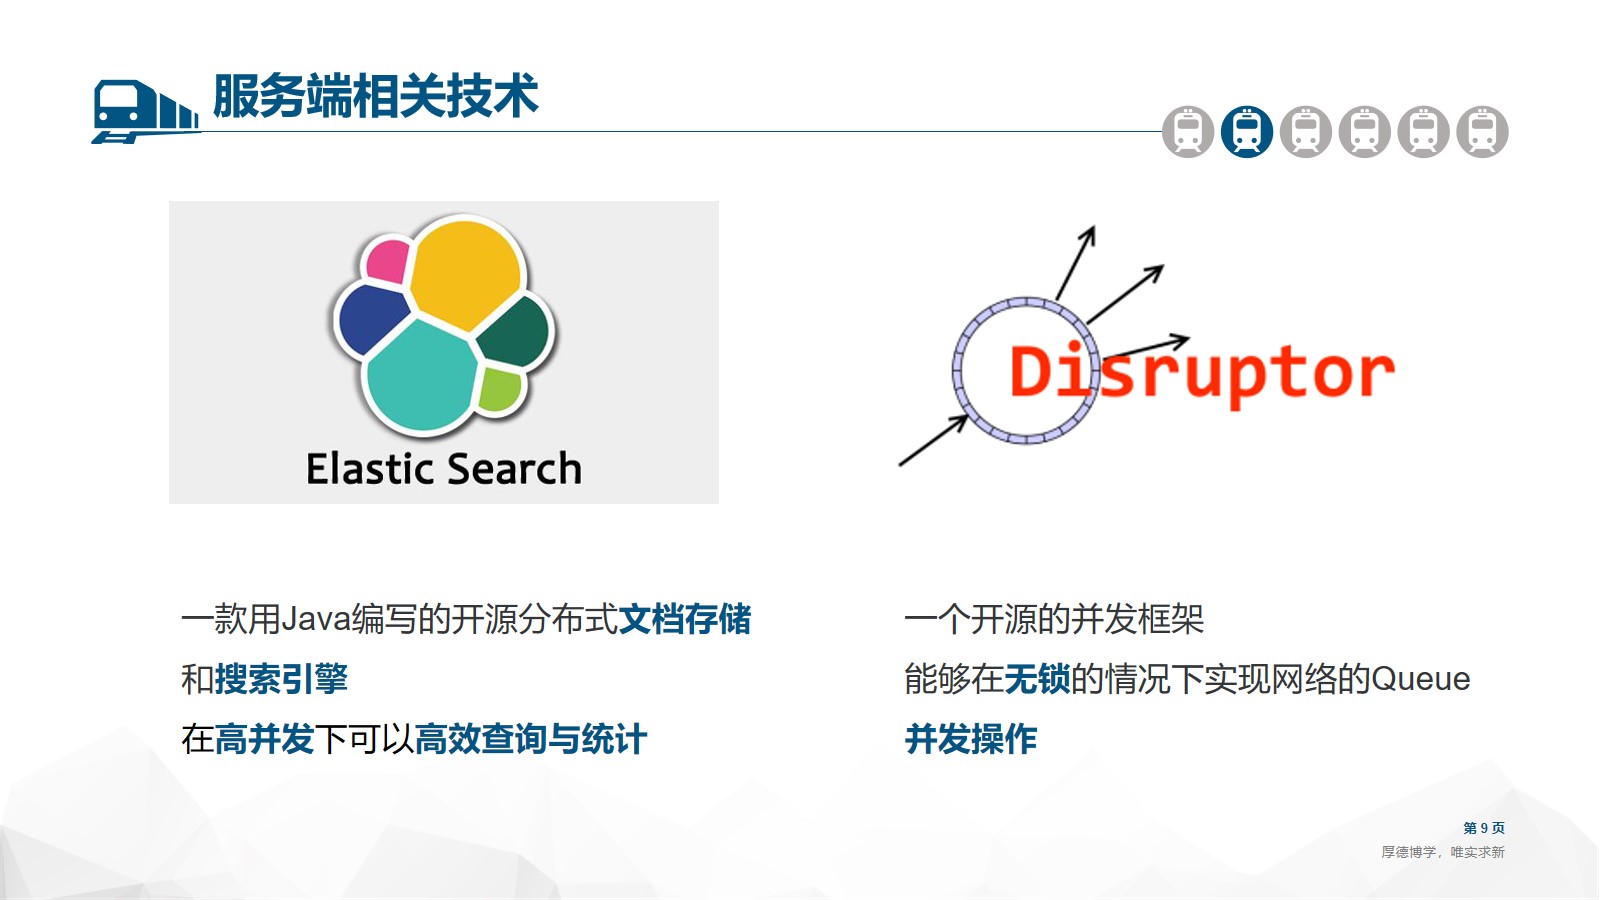 服务端相关技术
Elastic Search
Disruptor
一款用Java编写的开源分布式文档存储
和搜索引擎
在高并发下可以高效查询与统计
一个开源的并发框架
能够在无锁的情况下实现网络的Queue
并发操作
第 9 页
厚德博学，唯实求新